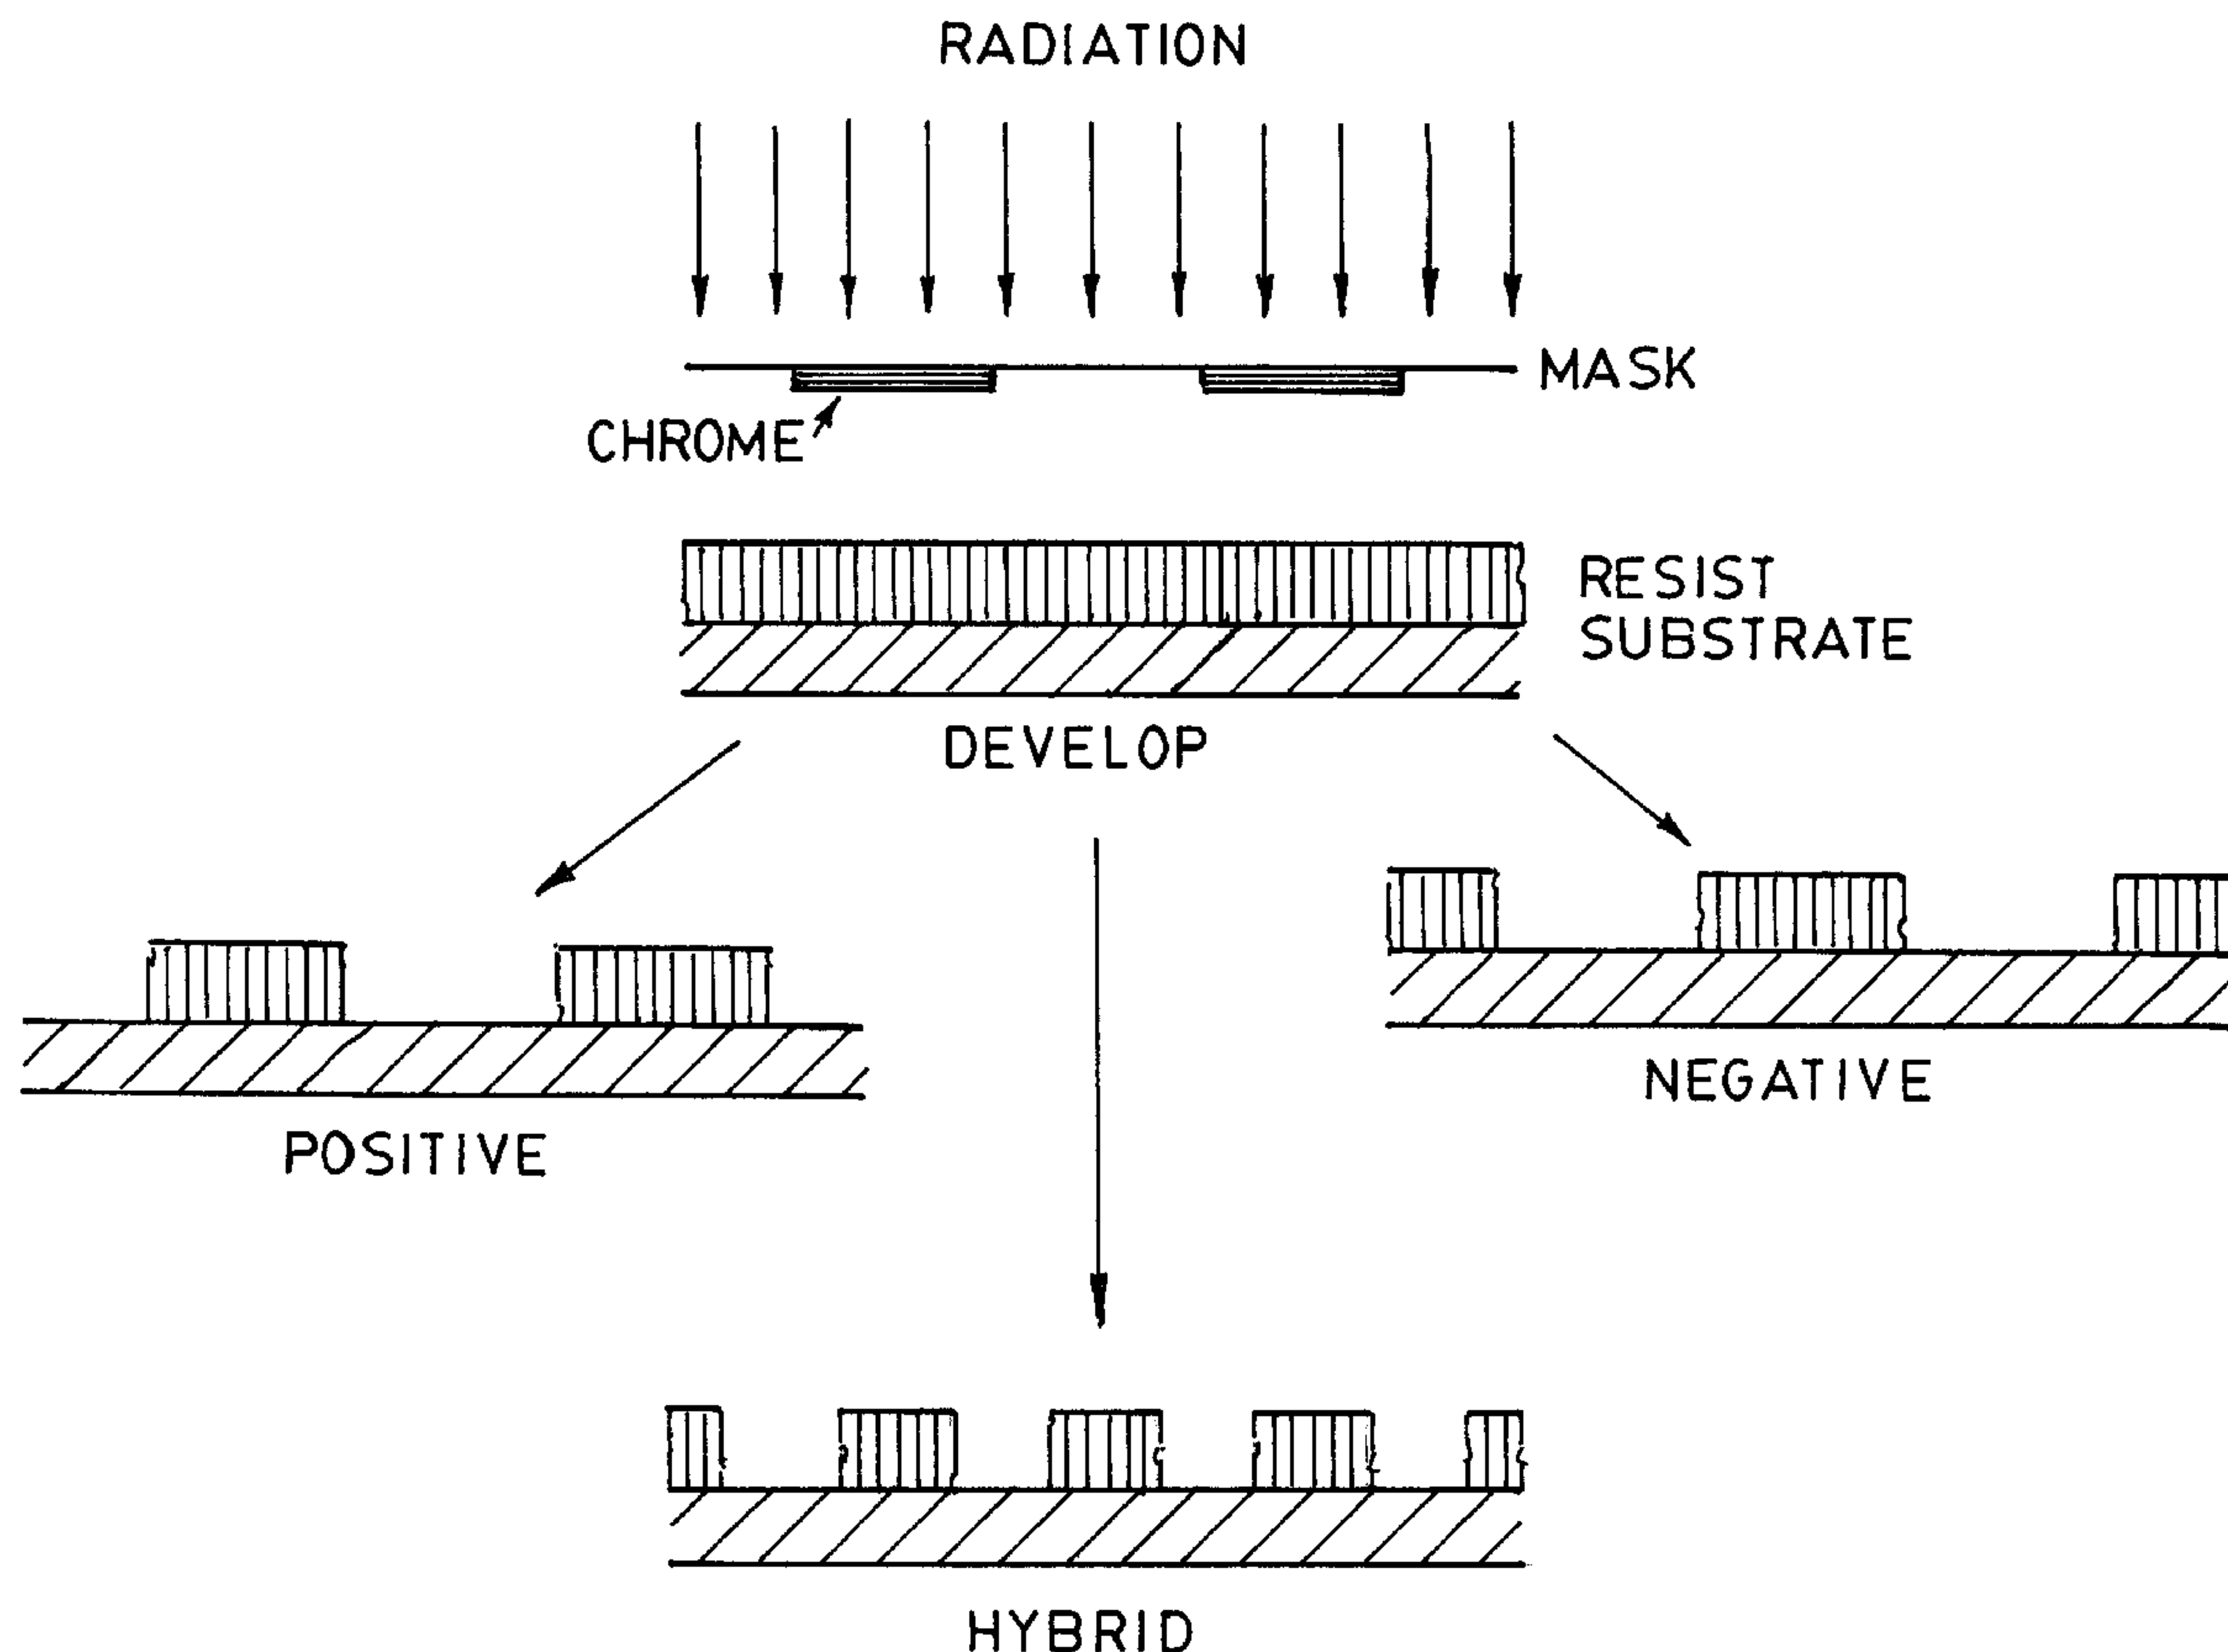 RADIATION
MASK
CHROME
RESIST
SUBSTRATE
DEVELOP
NEGATIVE
POSITIVE
HYBRID